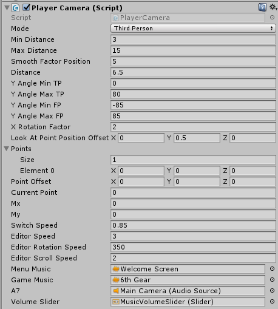 Player Camera (Script)
Script PlayerCamera
Mode Third Person
Min Distance 3
Max Distance 15
Smooth Factor Position 5
Distance 6.5
Y Angle Min TP 0
Y Angle Max TP 80
Y Angle Min FP -85
Y Angle Max FP 85
X Rotation Factor 2
Look At Point Position Offset X 0 Y 0.5 Z 0
Points
Size 1
Element 0 X 0 Y 0 Z 0
Point Offset X 0 Y 0 Z 0
Current Point 0
Mx 0
My 0
Switch Speed 0.85
Editor Speed 3
Editor Rotation Speed 350
Editor Scroll Speed 2
Menu Music Welcome Screen
Game Music 6th Gear
A7 Main Camera (Audio Source)
Volume Slider MusicVolumeSlider (Slider)